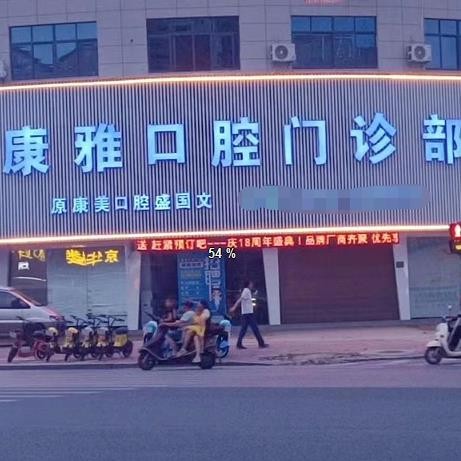 康雅口腔门诊部
原康美口腔盛国文
送 赶紧预订吧---庆18周年盛典！品牌厂商齐聚 优先享
54 %